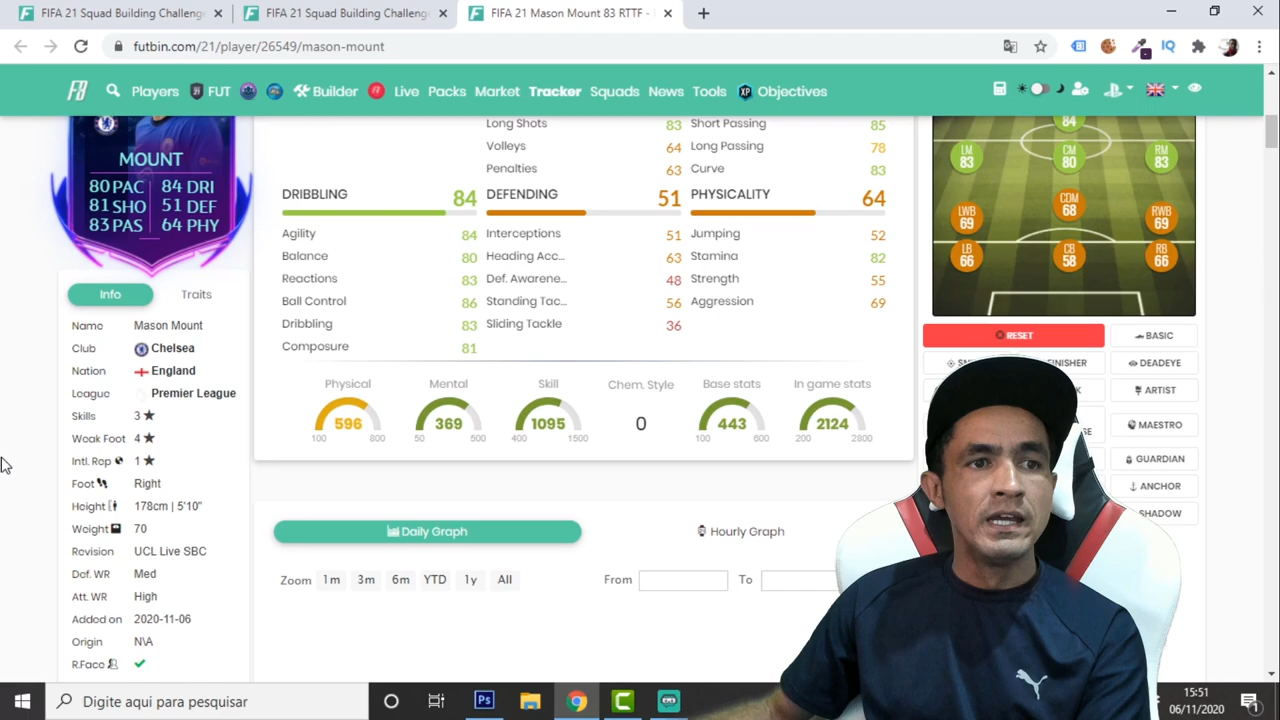 FIFA 21 Squad Building Challenge
FIFA 21 Squad Building Challenge
FIFA 21 Mason Mount 83 RTTF -
futbin.com/21/player/26549/mason-mount
Players FUT Builder Live Packs Market Tracker Squads News Tools XP Objectives
MOUNT
80 PAC 84 DRI
81 SHO 51 DEF
83 PAS 64 PHY
Long Shots 83 Short Passing 85
Volleys 64 Long Passing 78
Penalties 63 Curve 83
DRIBBLING 84 DEFENDING 51 PHYSICALITY 64
Agility 84 Interceptions 51 Jumping 52
Balance 80 Heading Acc... 63 Stamina 82
Reactions 83 Def. Awarene... 48 Strength 55
Ball Control 86 Standing Tac... 56 Aggression 69
Dribbling 83 Sliding Tackle 36
Composure 81
Physical Mental Skill Chem. Style Base stats In game stats
596 369 1095 0 443 2124
100 800 50 500 400 1500 100 600 200 2800
Daily Graph Hourly Graph
Zoom 1m 3m 6m YTD 1y All From To
Info Traits
Name Mason Mount
Club Chelsea
Nation England
League Premier League
Skills 3
Weak Foot 4
Intl. Rep 1
Foot Right
Height 178cm | 5'10"
Weight 70
Revision UCL Live SBC
Def. WR Med
Att. WR High
Added on 2020-11-06
Origin N\A
R.Face
84
LM 83 CM 80 RM 83
LWB 69 CDM 68 RWB 69
LB 66 CB 58 RB 66
RESET BASIC
DEADEYE
ARTIST
MAESTRO
GUARDIAN
ANCHOR
SHADOW
Digite aqui para pesquisar
Ps
15:51
06/11/2020
1